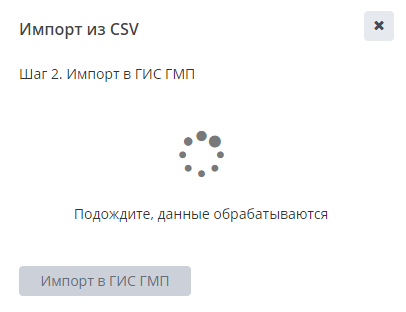 Импорт из CSV
Шаг 2. Импорт в ГИС ГМП
Подождите, данные обрабатываются
Импорт в ГИС ГМП